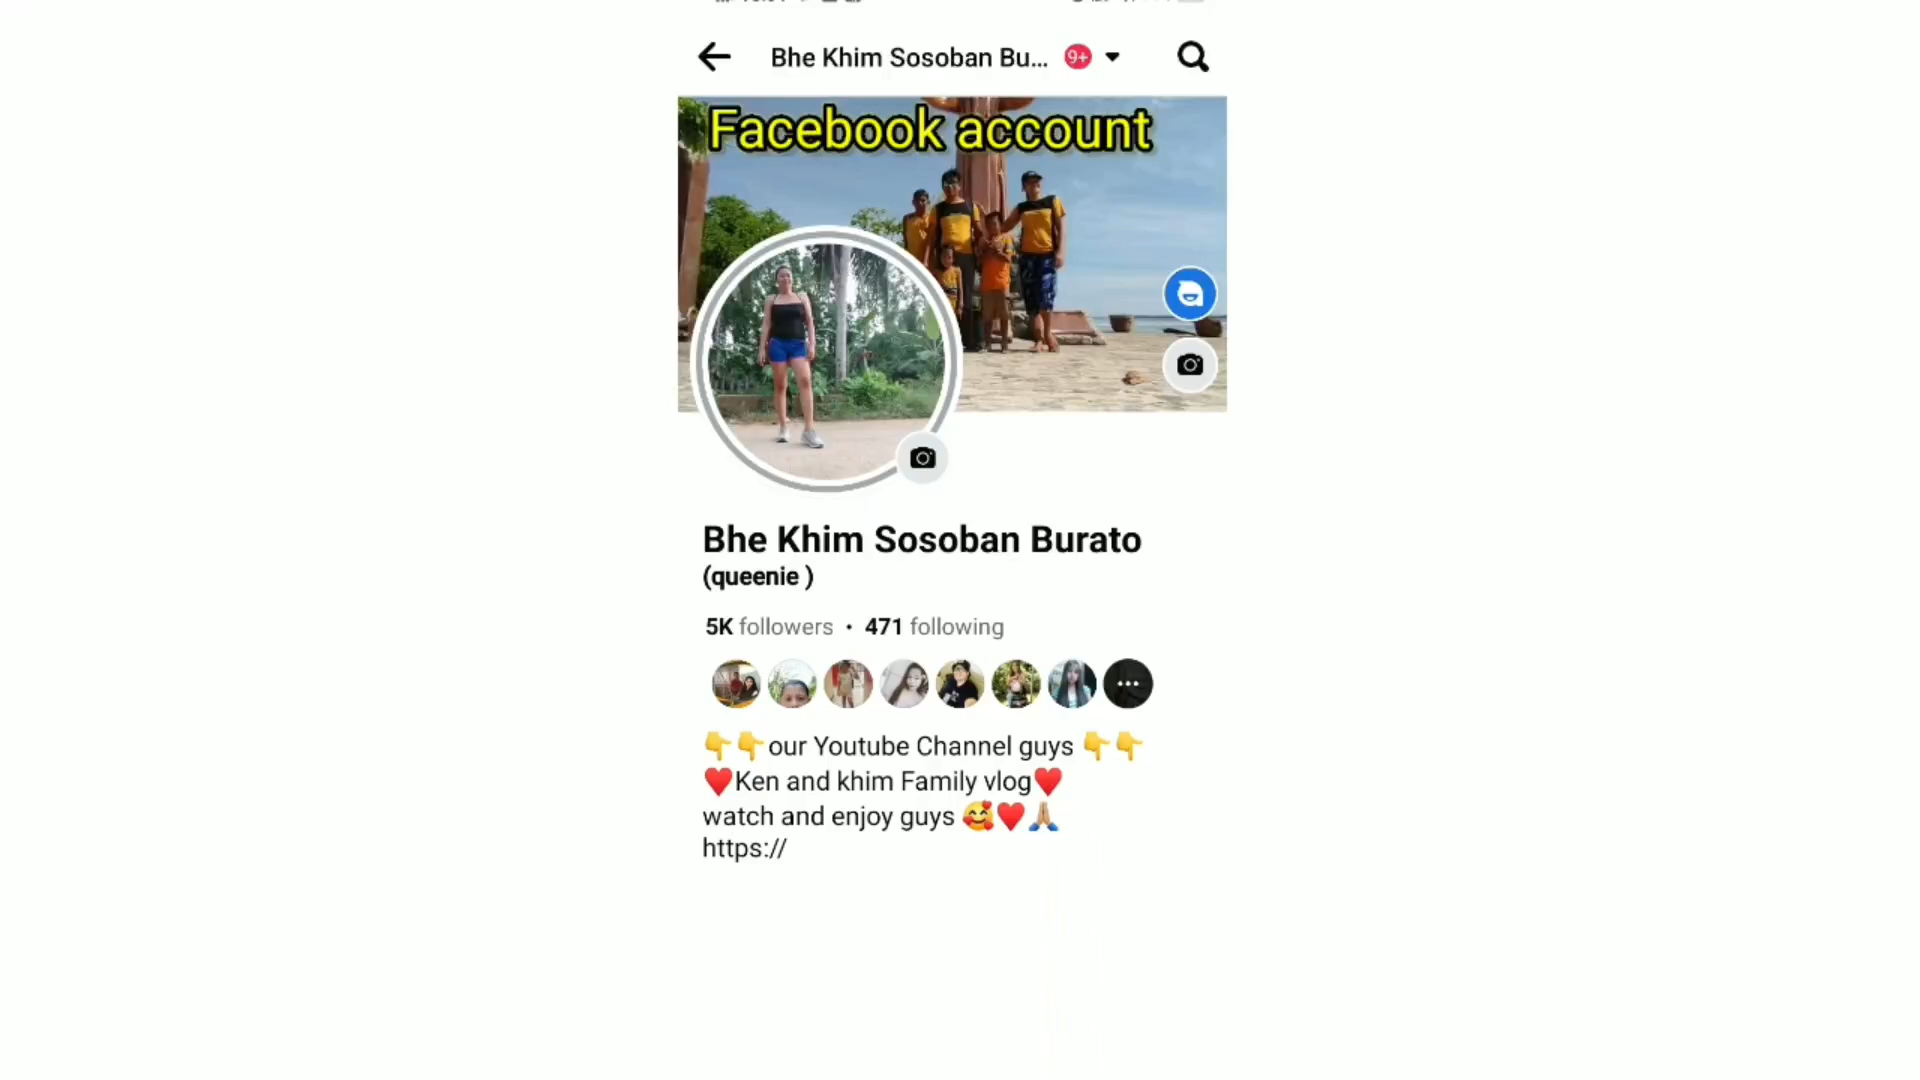 Bhe Khim Sosoban Bu... 9+
Facebook account
Bhe Khim Sosoban Burato
(queenie )
5K followers • 471 following
👇👇our Youtube Channel guys 👇👇
♥️Ken and khim Family vlog♥️
watch and enjoy guys 🥰♥️🙏🏼
https://